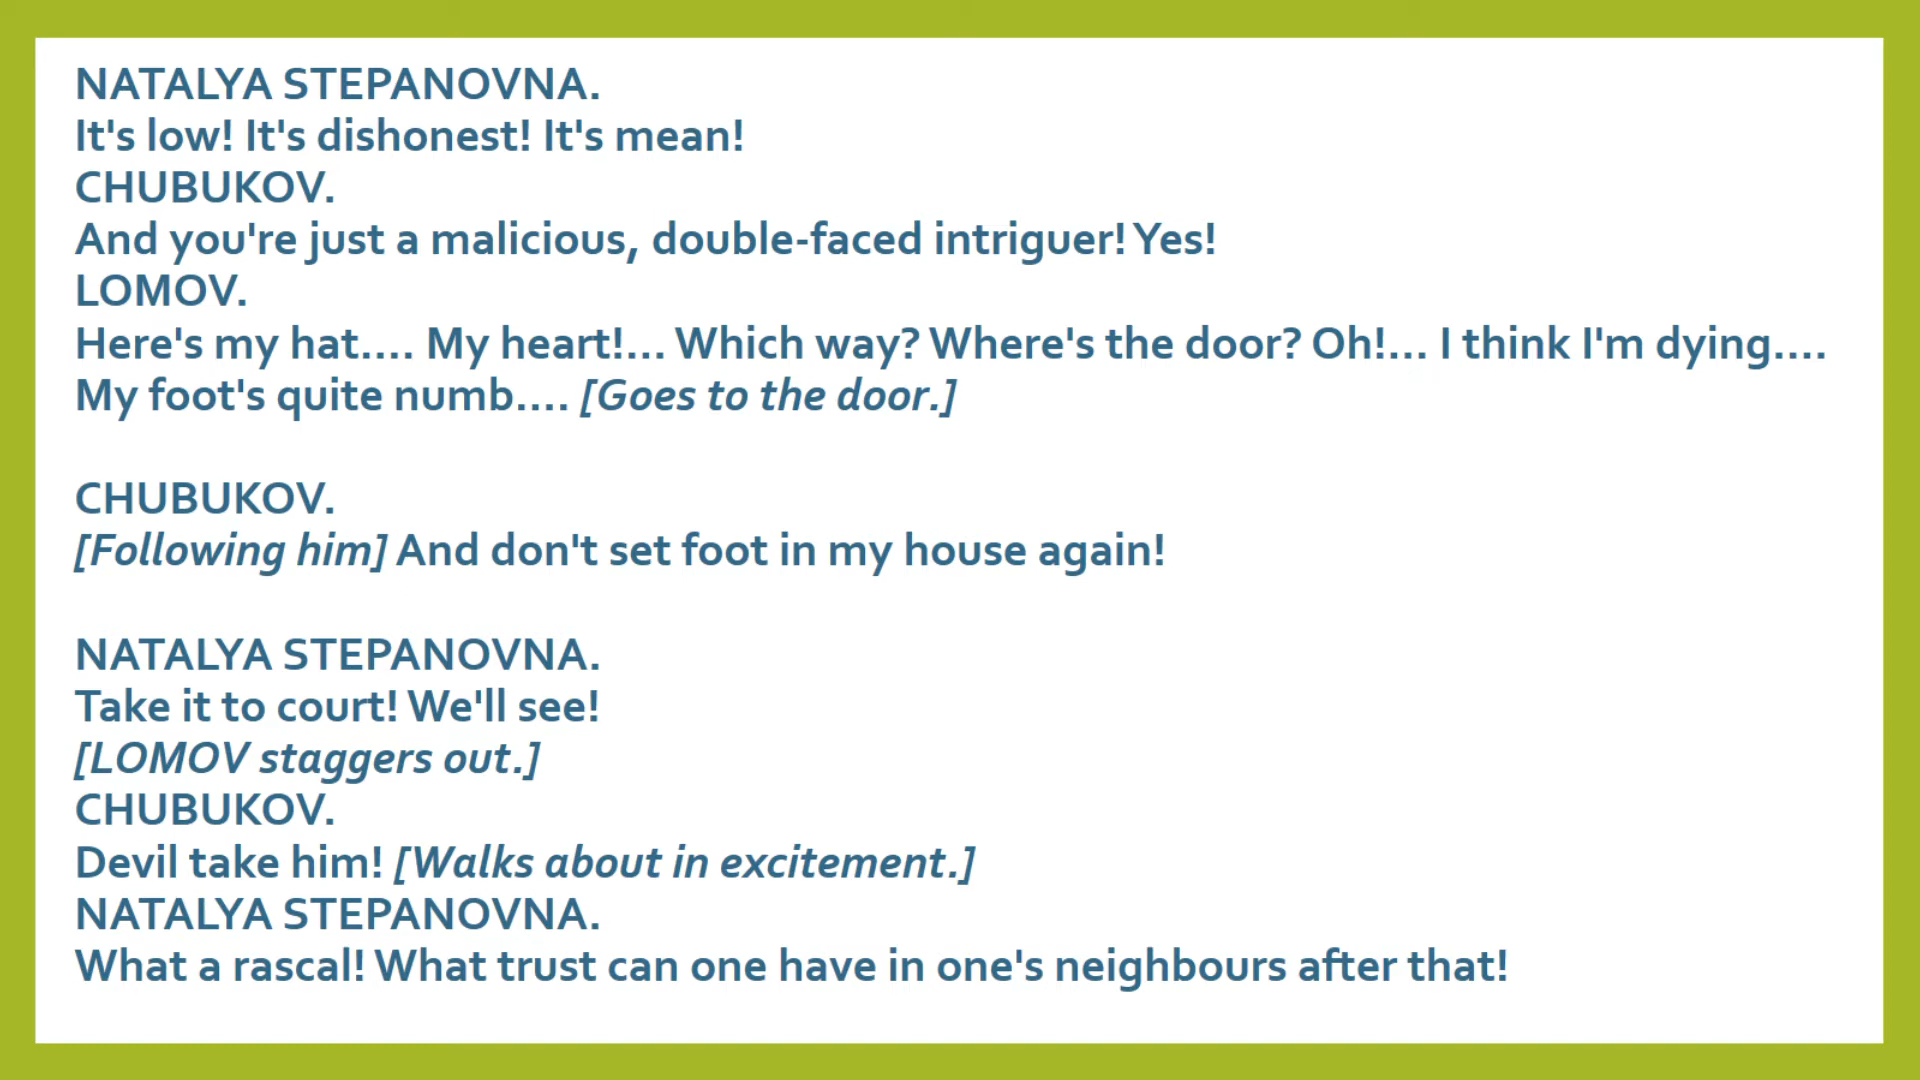 NATALYA STEPANOVNA.
It's low! It's dishonest! It's mean!
CHUBUKOV.
And you're just a malicious, double-faced intriguer! Yes!
LOMOV.
Here's my hat.... My heart!... Which way? Where's the door? Oh!... I think I'm dying....
My foot's quite numb.... [Goes to the door.]
CHUBUKOV.
[Following him] And don't set foot in my house again!
NATALYA STEPANOVNA.
Take it to court! We'll see!
[LOMOV staggers out.]
CHUBUKOV.
Devil take him! [Walks about in excitement.]
NATALYA STEPANOVNA.
What a rascal! What trust can one have in one's neighbours after that!